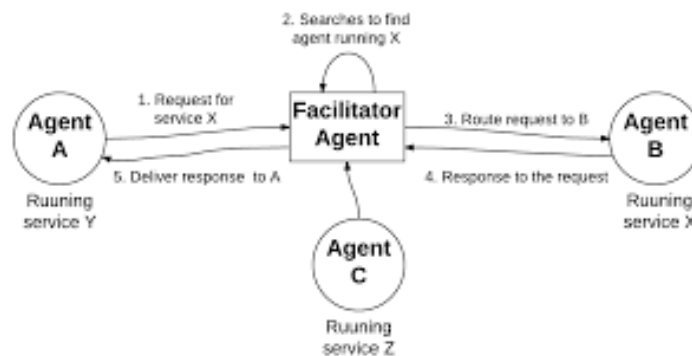 2. Searches to find
agent running X
1. Request for
service X
Facilitator
Agent
3. Route request to B
Agent
A
Agent
B
5. Deliver response to A
4. Response to the request
Ruuning
service Y
Ruuning
service X
Agent
C
Ruuning
service Z